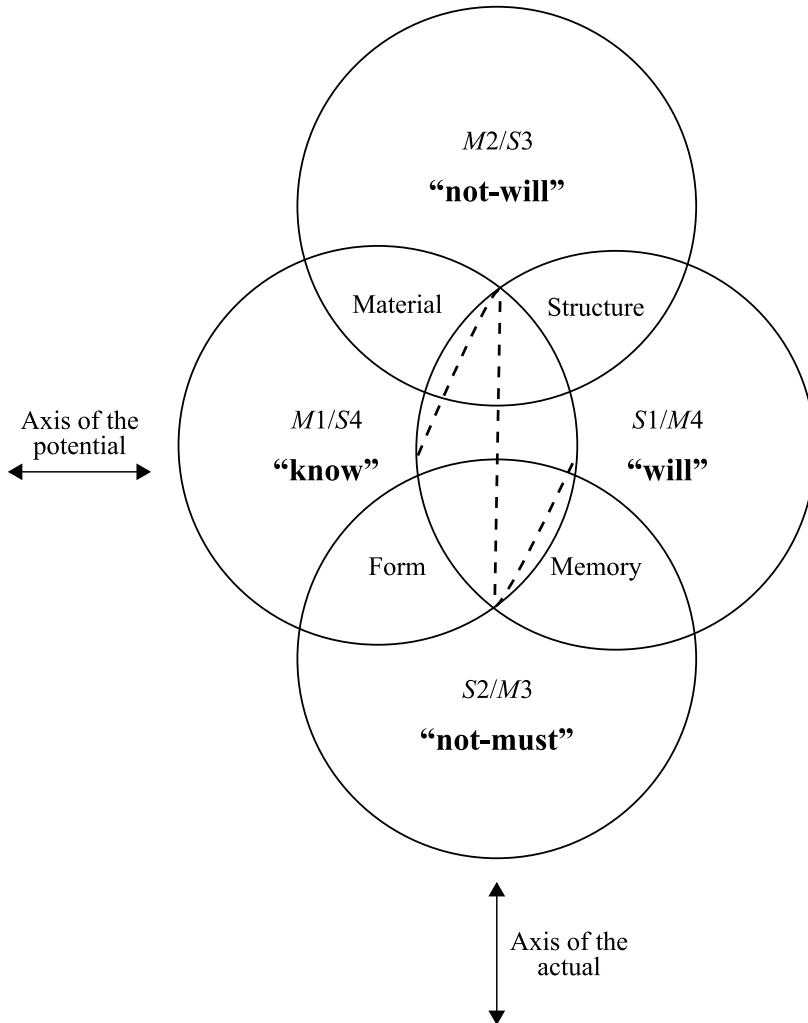 M2/S3
“not-will”
Material
Structure
Axis of the
potential
M1/S4
“know”
S1/M4
“will”
Form
Memory
S2/M3
“not-must”
Axis of the
actual